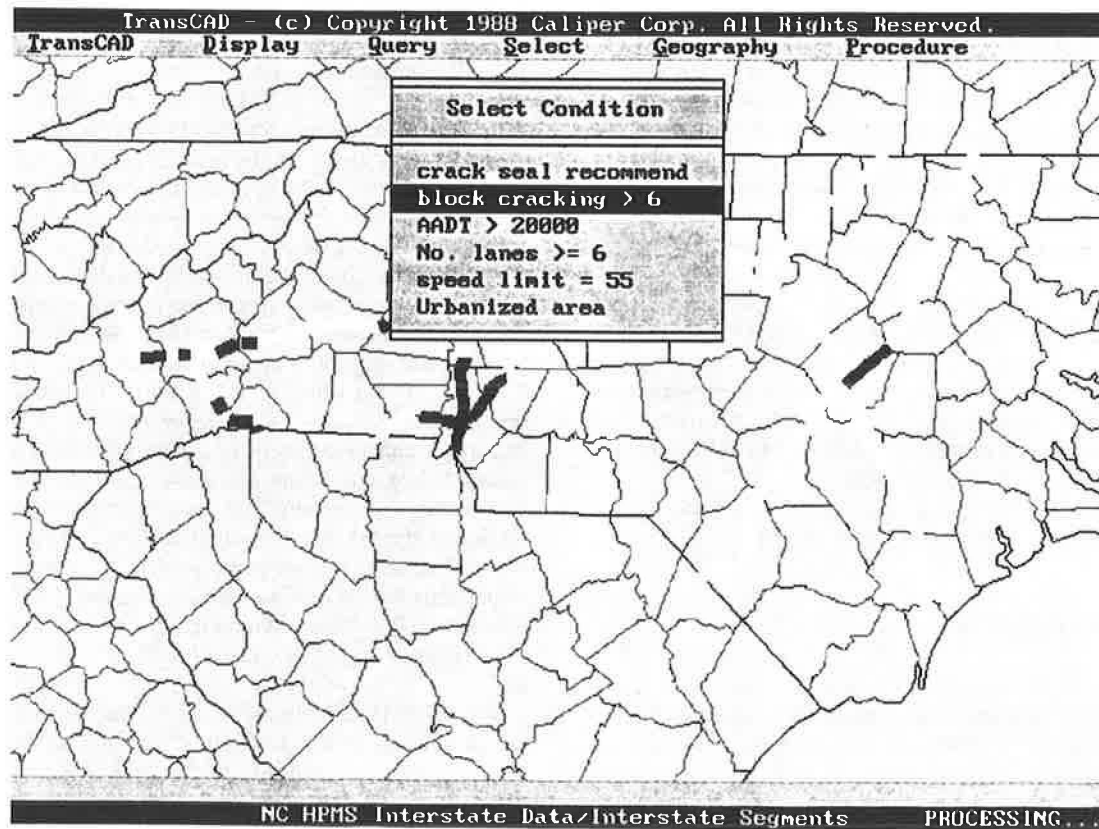 TransCAD - (c) Copyright 1988 Caliper Corp. All Rights Reserved.
TransCAD Display Query Select Geography Procedure
Select Condition
crack seal recommend
block cracking > 6
AADT > 20000
No. lanes >= 6
speed limit = 55
Urbanized area
NC HPMS Interstate Data/Interstate Segments PROCESSING...